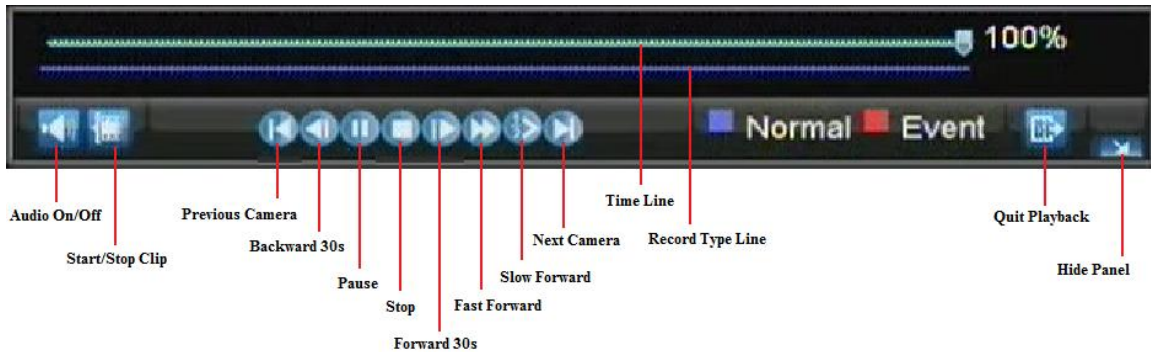 100%
Normal
Event
Audio On/Off
Start/Stop Clip
Previous Camera
Backward 30s
Pause
Stop
Forward 30s
Fast Forward
Slow Forward
Next Camera
Time Line
Record Type Line
Quit Playback
Hide Panel